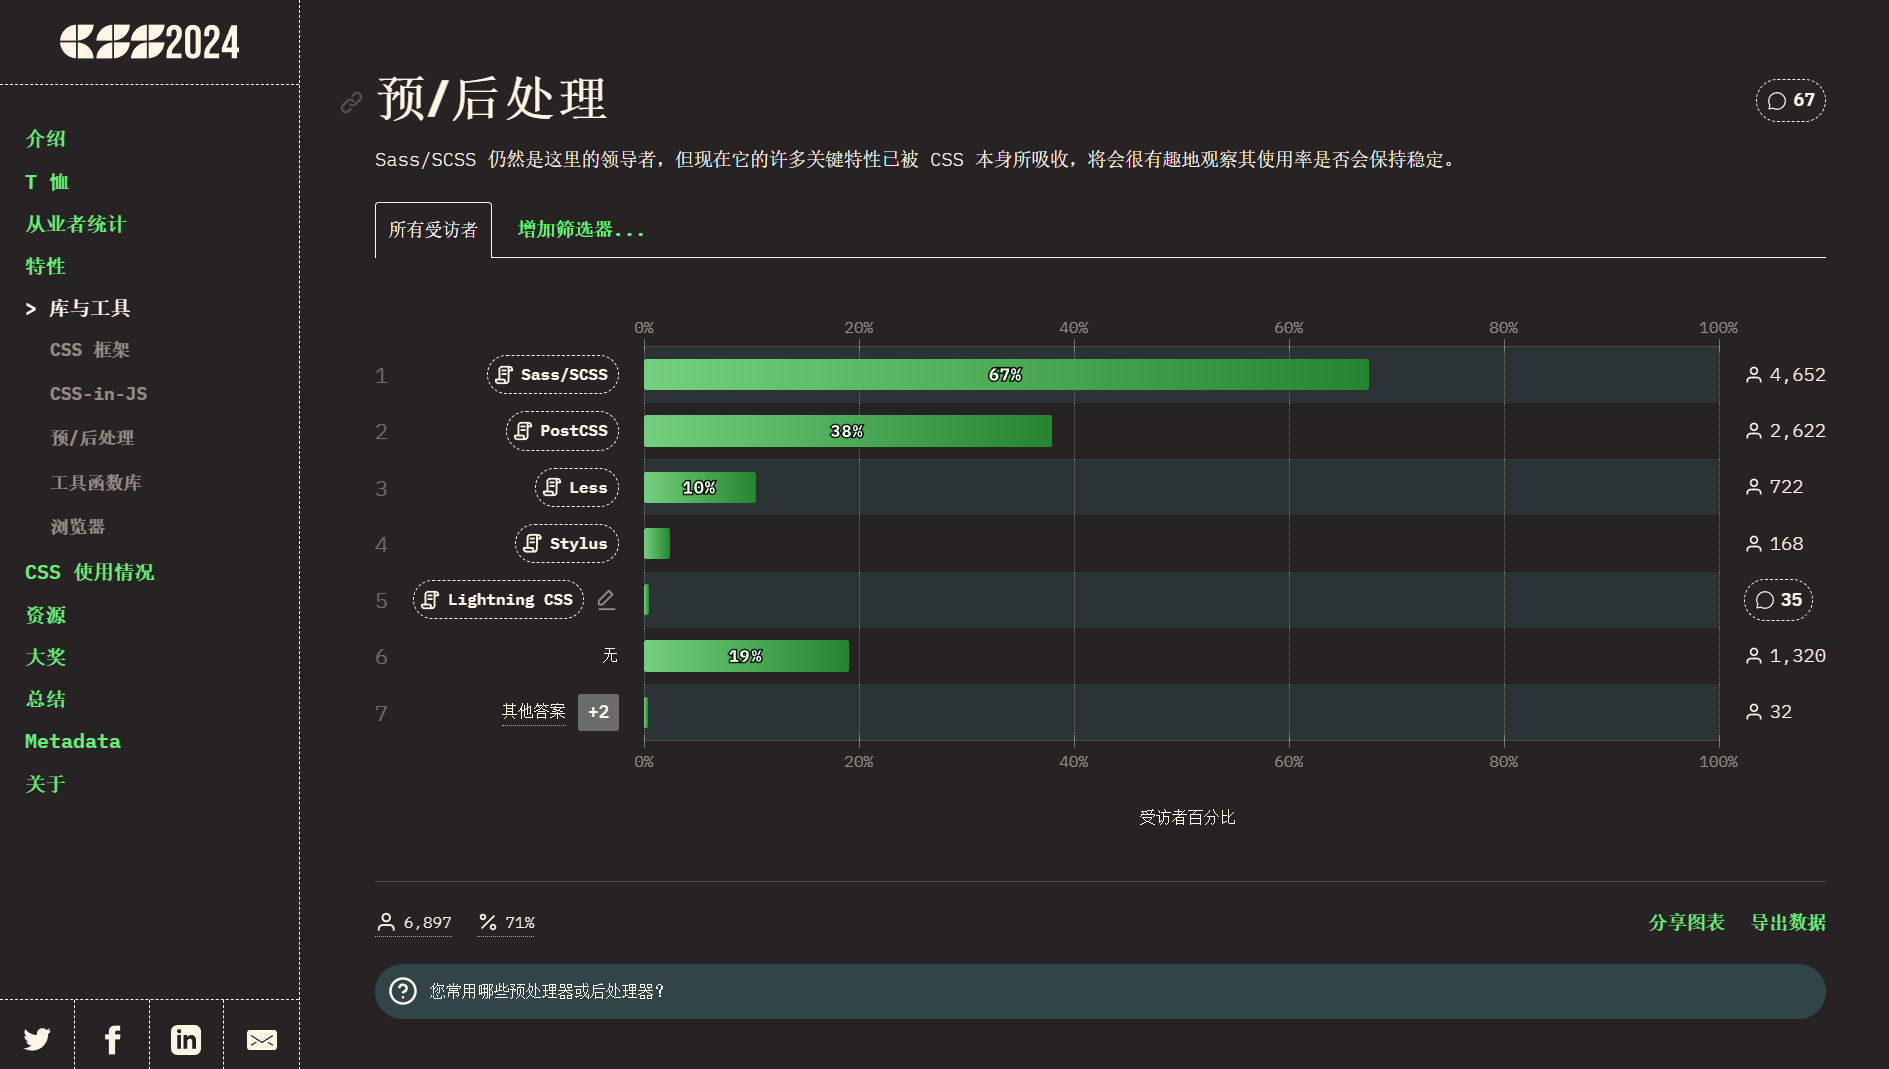 CSS2024
介绍
T 恤
从业者统计
特性
> 库与工具
CSS 框架
CSS-in-JS
预/后处理
工具函数库
浏览器
CSS 使用情况
资源
大奖
总结
Metadata
关于
预/后处理
67
Sass/SCSS 仍然是这里的领导者，但现在它的许多关键特性已被 CSS 本身所吸收，将会很有趣地观察其使用率是否会保持稳定。
所有受访者
增加筛选器...
0% 20% 40% 60% 80% 100%
1 Sass/SCSS 67% 4,652
2 PostCSS 38% 2,622
3 Less 10% 722
4 Stylus 168
5 Lightning CSS 35
6 无 19% 1,320
7 其他答案 +2 32
0% 20% 40% 60% 80% 100%
受访者百分比
6,897 71%
分享图表 导出数据
您常用哪些预处理器或后处理器？